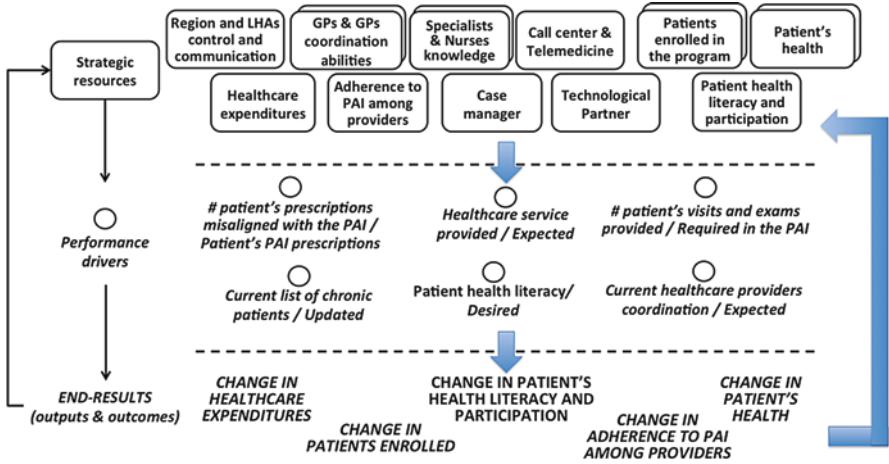 Strategic
resources
Region and LHAs
control and
communication
GPs & GPs
coordination
abilities
Specialists
& Nurses
knowledge
Call center &
Telemedicine
Patients
enrolled in
the program
Patient's
health
Healthcare
expenditures
Adherence to
PAI among
providers
Case
manager
Technological
Partner
Patient health
literacy and
participation
Performance
drivers
# patient's prescriptions
misaligned with the PAI /
Patient's PAI prescriptions
Healthcare service
provided / Expected
# patient's visits and exams
provided / Required in the PAI
Current list of chronic
patients / Updated
Patient health literacy/
Desired
Current healthcare providers
coordination / Expected
END-RESULTS
(outputs & outcomes)
CHANGE IN
HEALTHCARE
EXPENDITURES
CHANGE IN
PATIENTS ENROLLED
CHANGE IN PATIENT'S
HEALTH LITERACY AND
PARTICIPATION
CHANGE IN
ADHERENCE TO PAI
AMONG PROVIDERS
CHANGE IN
PATIENT'S
HEALTH